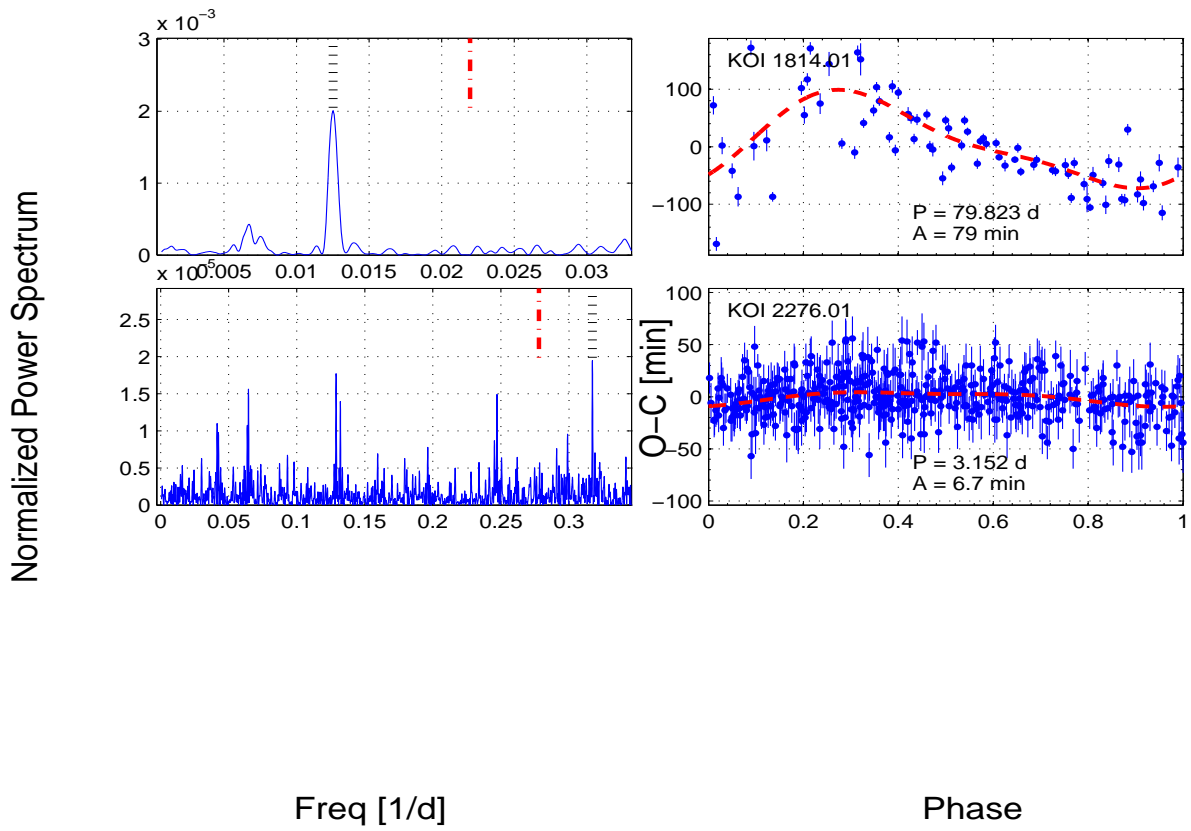 x 10⁻³
3
2
1
0
0.005 0.01 0.015 0.02 0.025 0.03
KOI 1814.01
100
0
−100
P = 79.823 d
A = 79 min
x 10⁻⁵
2.5
2
1.5
1
0.5
0
0 0.05 0.1 0.15 0.2 0.25 0.3
KOI 2276.01
100
50
0
−50
−100
P = 3.152 d
A = 6.7 min
0 0.2 0.4 0.6 0.8 1
Normalized Power Spectrum
O−C [min]
Freq [1/d]
Phase